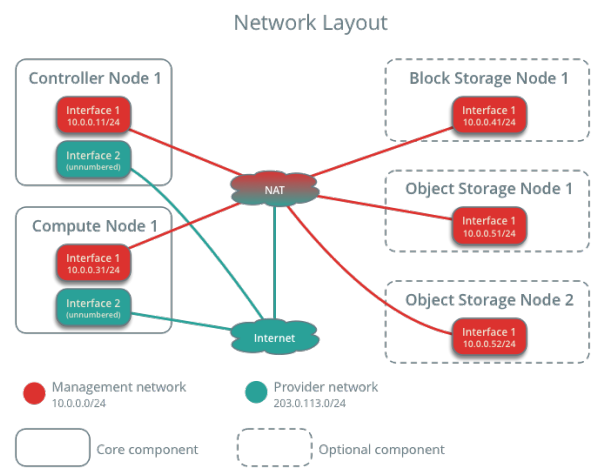 Network Layout
Controller Node 1
Interface 1
10.0.0.11/24
Interface 2
(unnumbered)
Compute Node 1
Interface 1
10.0.0.31/24
Interface 2
(unnumbered)
NAT
Internet
Block Storage Node 1
Interface 1
10.0.0.41/24
Object Storage Node 1
Interface 1
10.0.0.51/24
Object Storage Node 2
Interface 1
10.0.0.52/24
Management network
10.0.0.0/24
Provider network
203.0.113.0/24
Core component
Optional component